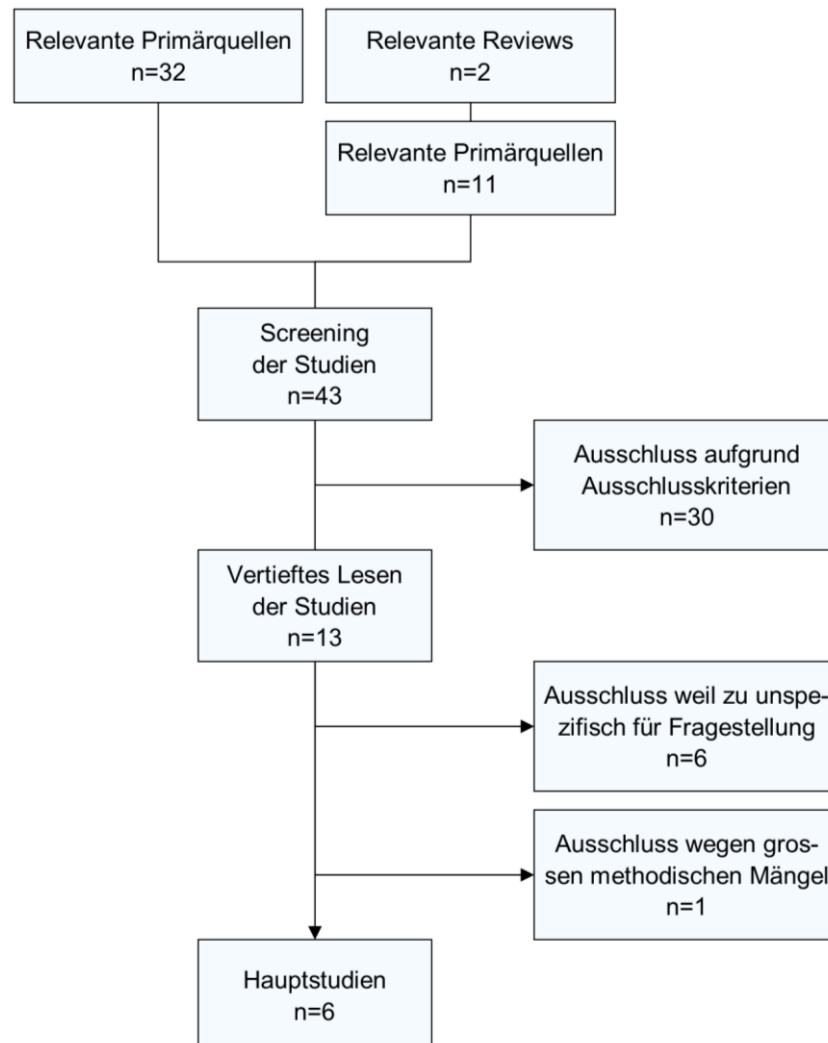 Relevante Primärquellen
n=32
Relevante Reviews
n=2
Relevante Primärquellen
n=11
Screening
der Studien
n=43
Ausschluss aufgrund
Ausschlusskriterien
n=30
Vertieftes Lesen
der Studien
n=13
Ausschluss weil zu unspe-
zifisch für Fragestellung
n=6
Ausschluss wegen gros-
sen methodischen Mängel
n=1
Hauptstudien
n=6